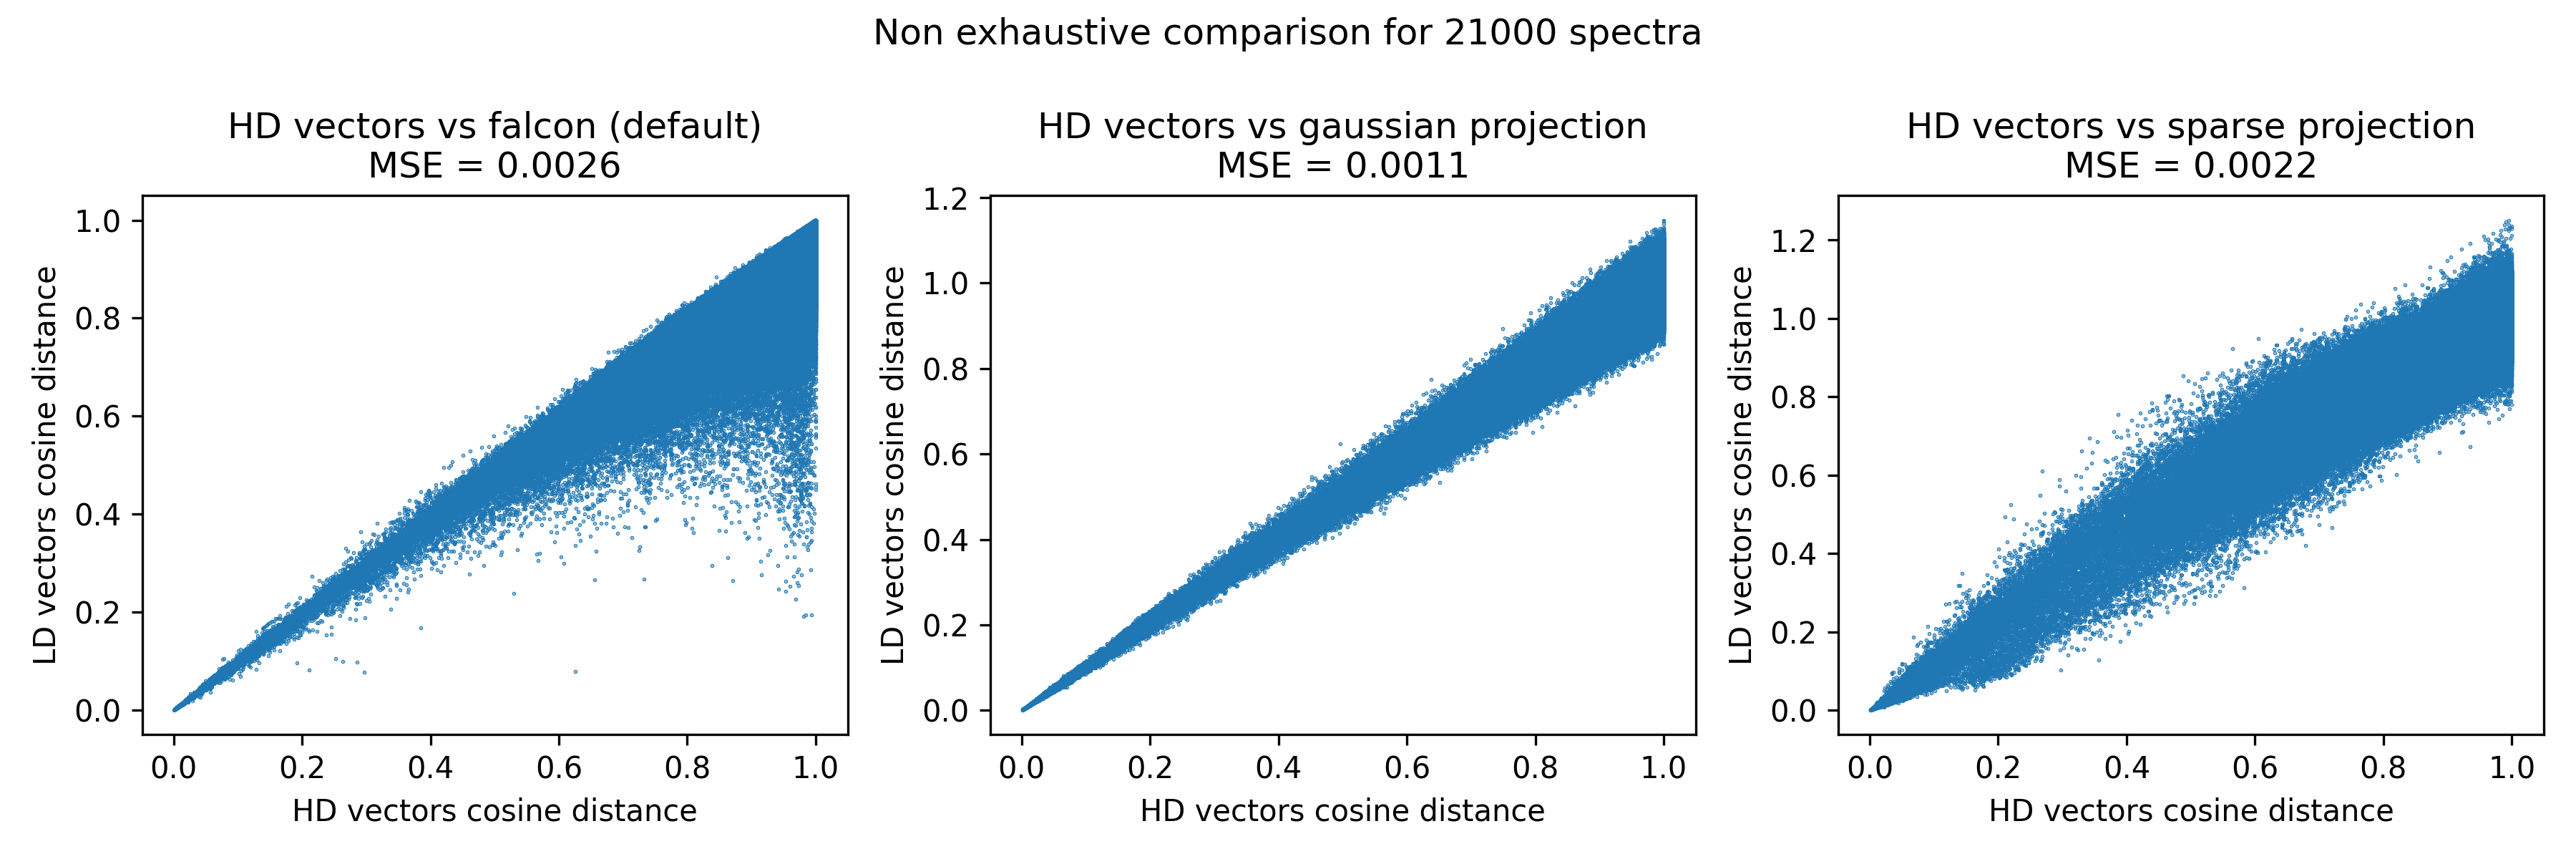 Non exhaustive comparison for 21000 spectra
HD vectors vs falcon (default)
MSE = 0.0026
LD vectors cosine distance
1.0
0.8
0.6
0.4
0.2
0.0
0.0 0.2 0.4 0.6 0.8 1.0
HD vectors cosine distance
HD vectors vs gaussian projection
MSE = 0.0011
LD vectors cosine distance
1.2
1.0
0.8
0.6
0.4
0.2
0.0
0.0 0.2 0.4 0.6 0.8 1.0
HD vectors cosine distance
HD vectors vs sparse projection
MSE = 0.0022
LD vectors cosine distance
1.2
1.0
0.8
0.6
0.4
0.2
0.0
0.0 0.2 0.4 0.6 0.8 1.0
HD vectors cosine distance